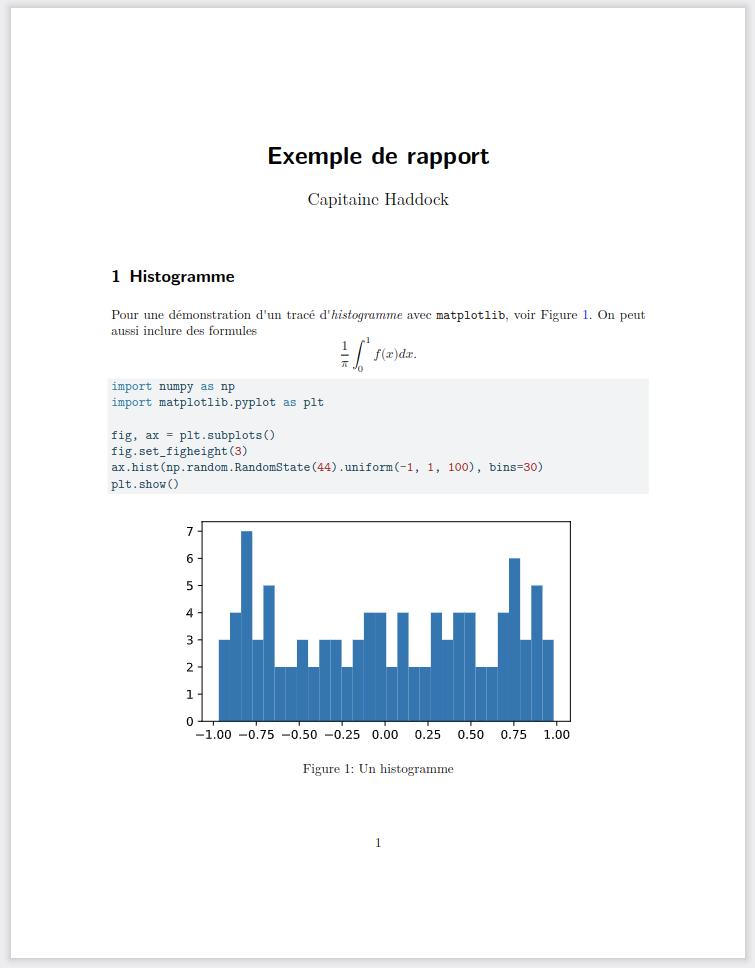 Exemple de rapport
Capitaine Haddock
1 Histogramme
Pour une démonstration d'un tracé d'histogramme avec matplotlib, voir Figure 1. On peut
aussi inclure des formules
1/π ∫₀¹ f(x)dx.
import numpy as np
import matplotlib.pyplot as plt
fig, ax = plt.subplots()
fig.set_figheight(3)
ax.hist(np.random.RandomState(44).uniform(-1, 1, 100), bins=30)
plt.show()
7
6
5
4
3
2
1
0
−1.00 −0.75 −0.50 −0.25 0.00 0.25 0.50 0.75 1.00
Figure 1: Un histogramme
1